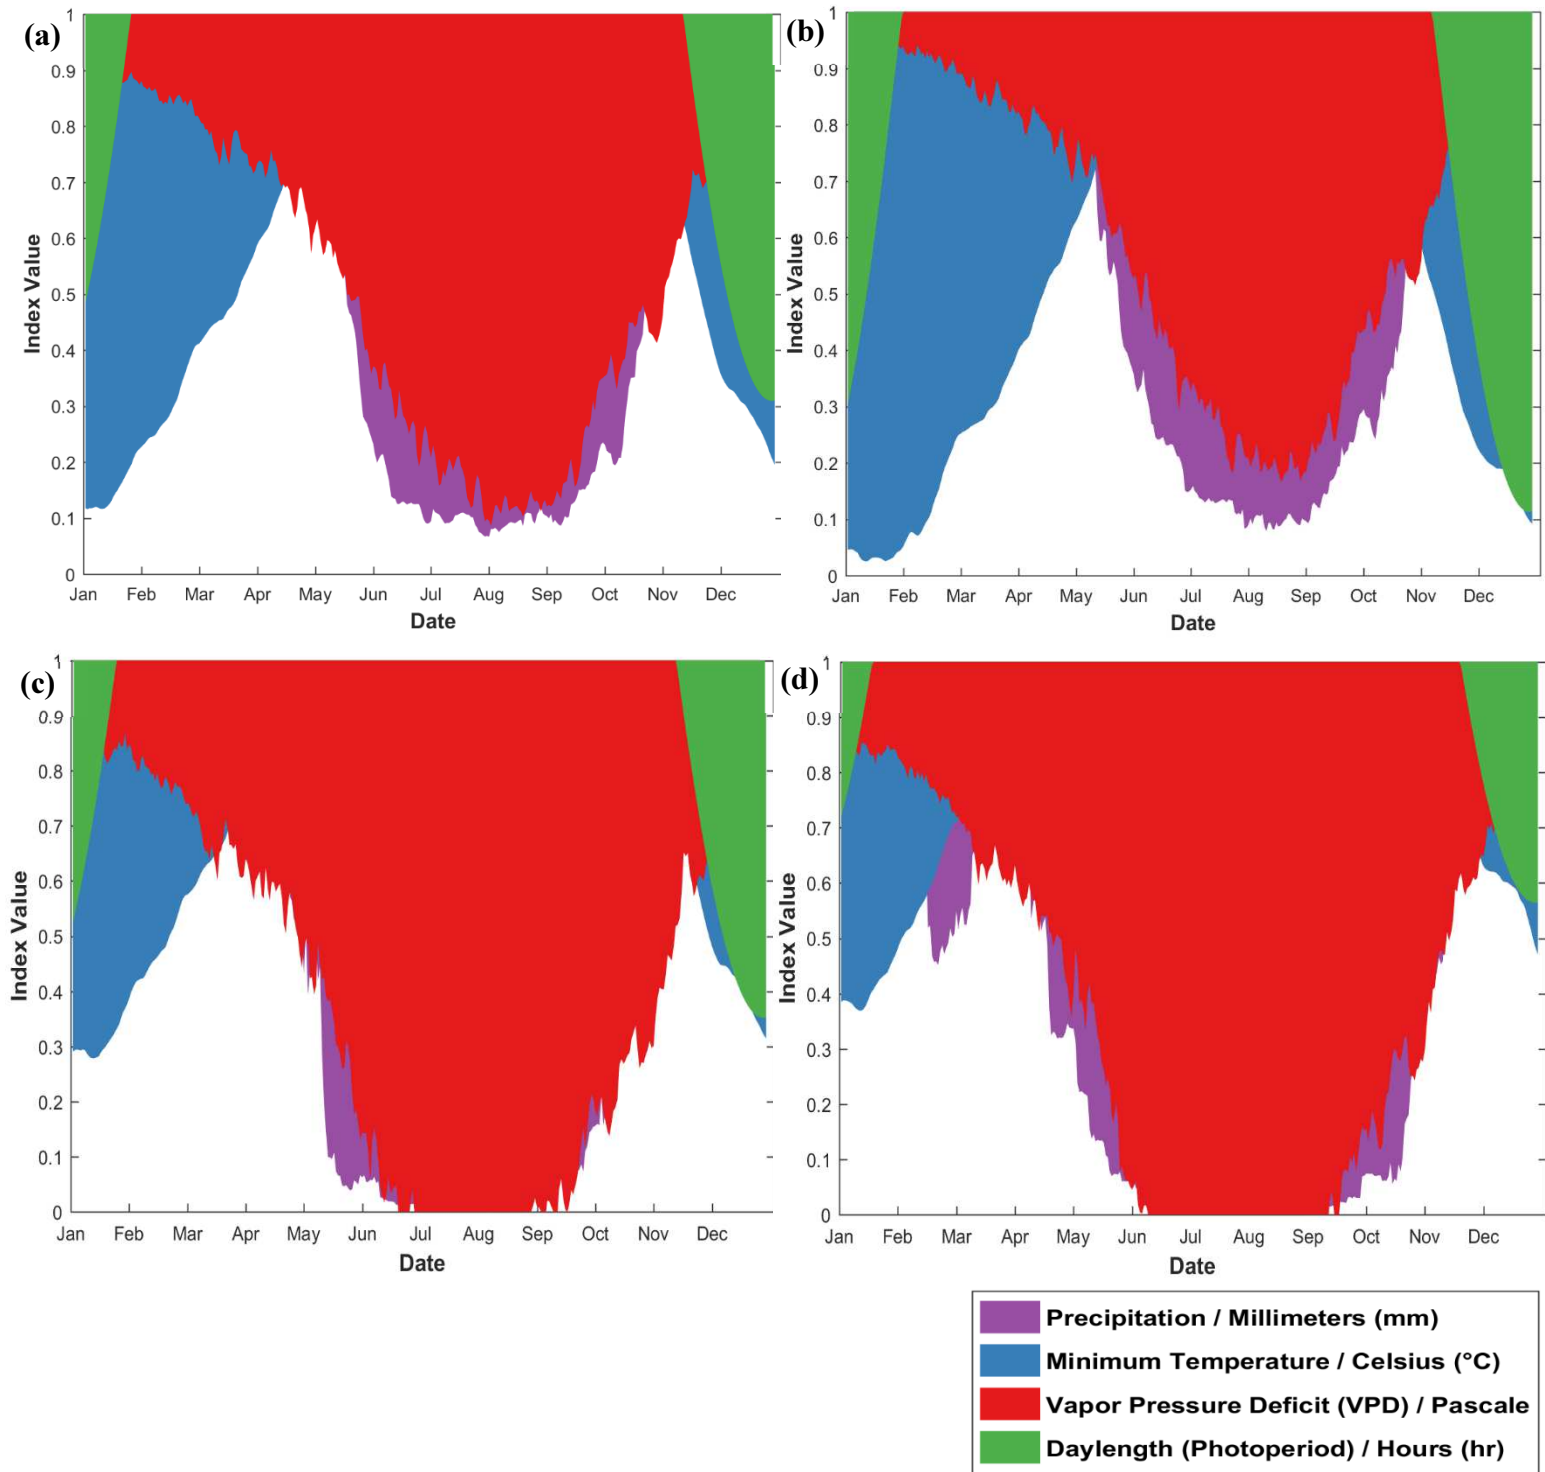 (a)
Index Value
1
0.9
0.8
0.7
0.6
0.5
0.4
0.3
0.2
0.1
0
Jan Feb Mar Apr May Jun Jul Aug Sep Oct Nov Dec
Date
(b)
Index Value
1
0.9
0.8
0.7
0.6
0.5
0.4
0.3
0.2
0.1
0
Jan Feb Mar Apr May Jun Jul Aug Sep Oct Nov Dec
Date
(c)
Index Value
1
0.9
0.8
0.7
0.6
0.5
0.4
0.3
0.2
0.1
0
Jan Feb Mar Apr May Jun Jul Aug Sep Oct Nov Dec
Date
(d)
Index Value
1
0.9
0.8
0.7
0.6
0.5
0.4
0.3
0.2
0.1
0
Jan Feb Mar Apr May Jun Jul Aug Sep Oct Nov Dec
Date
Precipitation / Millimeters (mm)
Minimum Temperature / Celsius (°C)
Vapor Pressure Deficit (VPD) / Pascale
Daylength (Photoperiod) / Hours (hr)